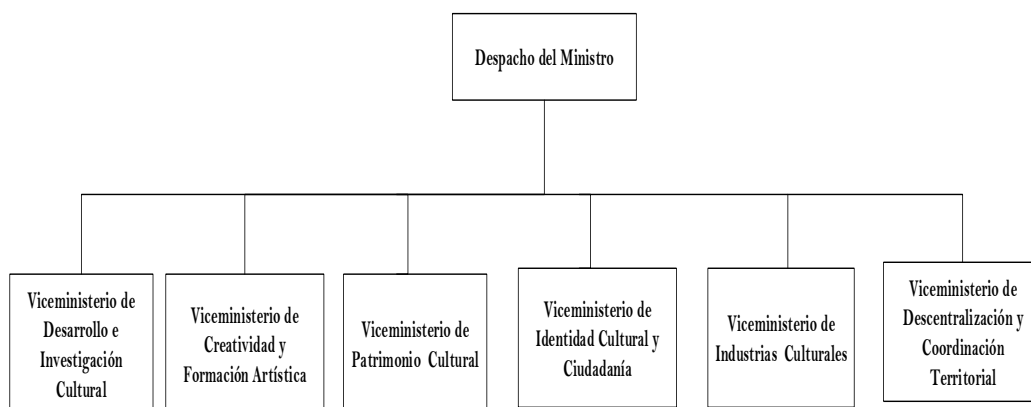 Despacho del Ministro
Viceministerio de
Desarrollo e
Investigación
Cultural
Viceministerio de
Creatividad y
Formación Artística
Viceministerio de
Patrimonio Cultural
Viceministerio de
Identidad Cultural y
Ciudadanía
Viceministerio de
Industrias Culturales
Viceministerio de
Descentralización y
Coordinación
Territorial